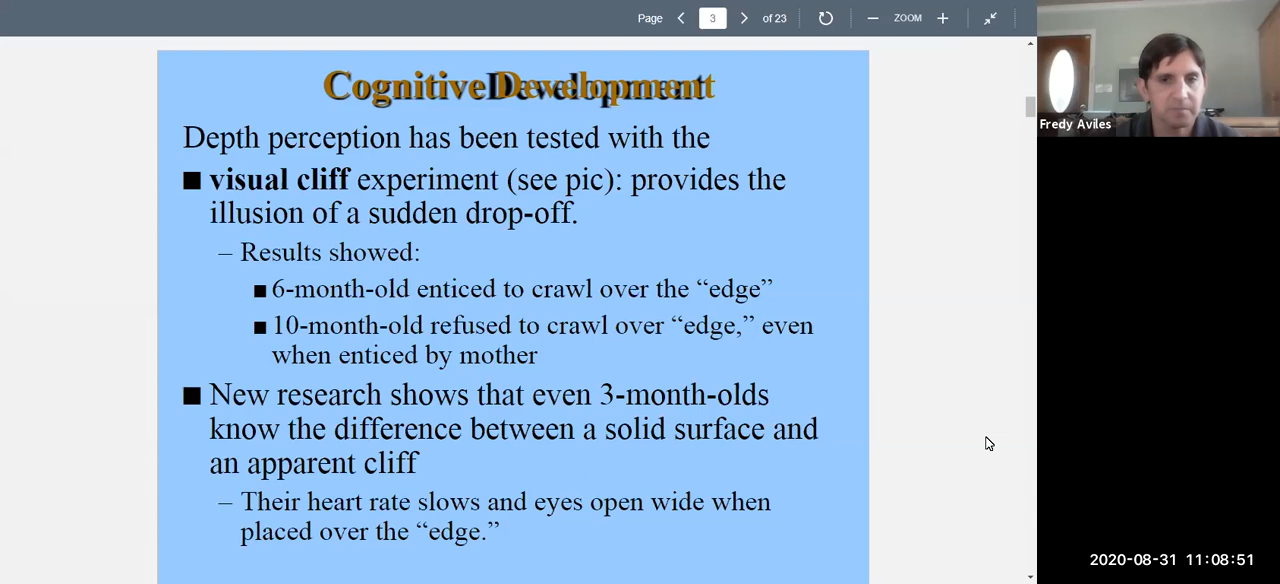 Page 3 of 23 ZOOM
Cognitive Development
Depth perception has been tested with the
■ visual cliff experiment (see pic): provides the
illusion of a sudden drop-off.
– Results showed:
■ 6-month-old enticed to crawl over the “edge”
■ 10-month-old refused to crawl over “edge,” even
when enticed by mother
■ New research shows that even 3-month-olds
know the difference between a solid surface and
an apparent cliff
– Their heart rate slows and eyes open wide when
placed over the “edge.”
Fredy Aviles
2020-08-31 11:08:51